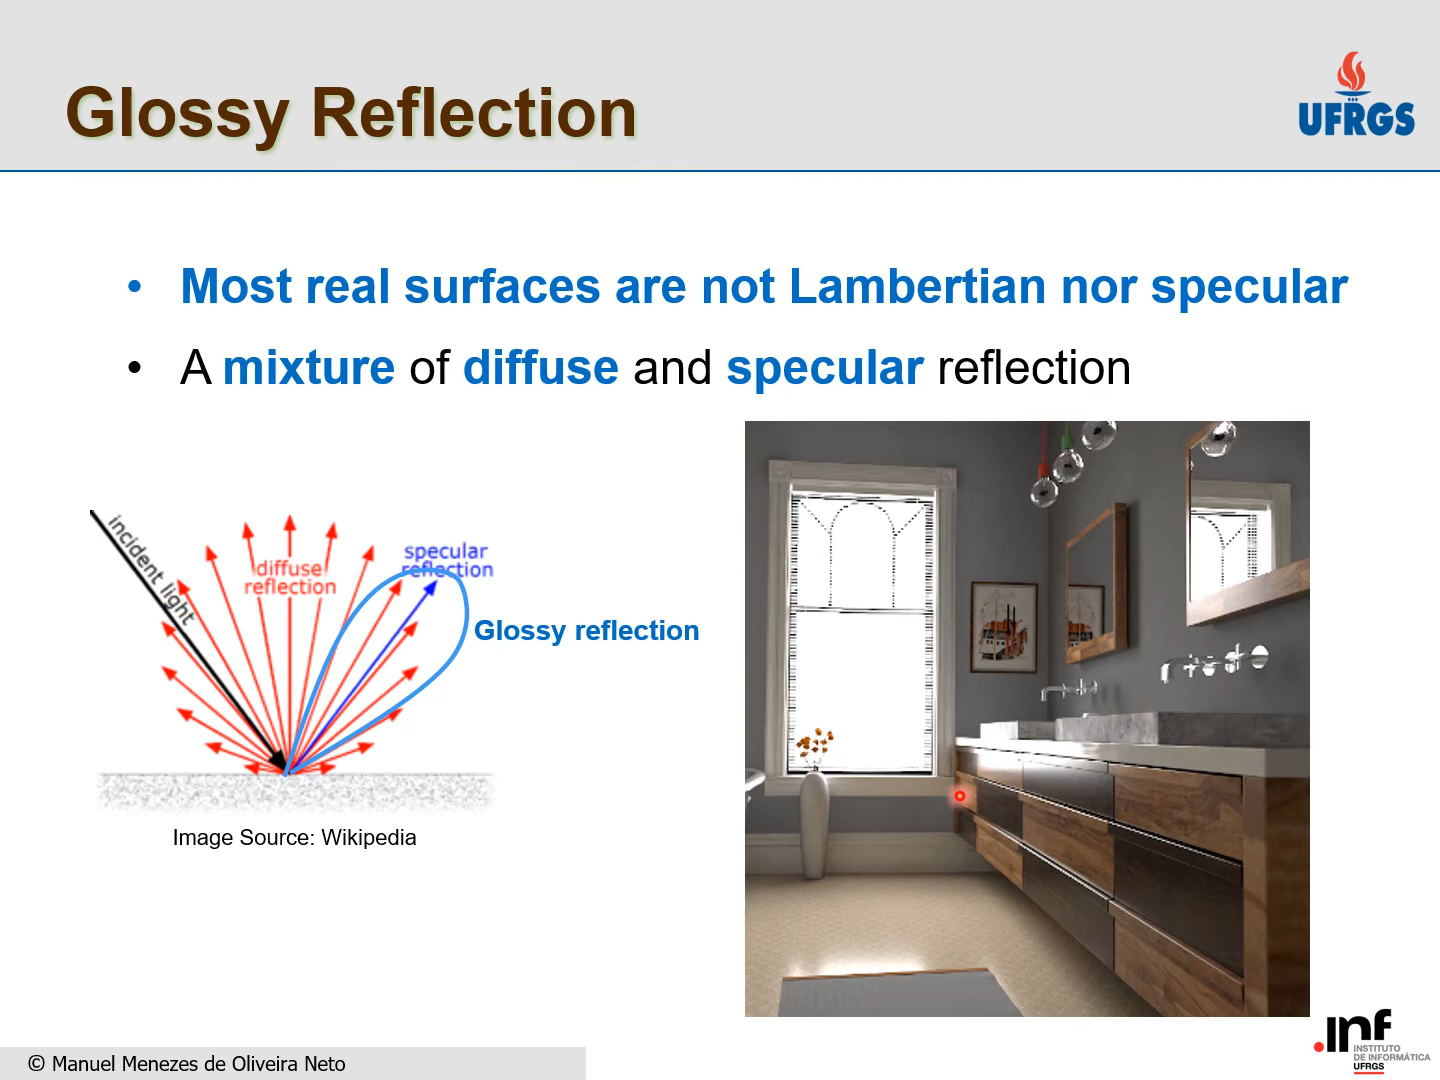 Glossy Reflection
UFRGS
• Most real surfaces are not Lambertian nor specular
• A mixture of diffuse and specular reflection
incident light
diffuse
reflection
specular
reflection
Glossy reflection
Image Source: Wikipedia
.inf
INSTITUTO
DE INFORMÁTICA
UFRGS
© Manuel Menezes de Oliveira Neto